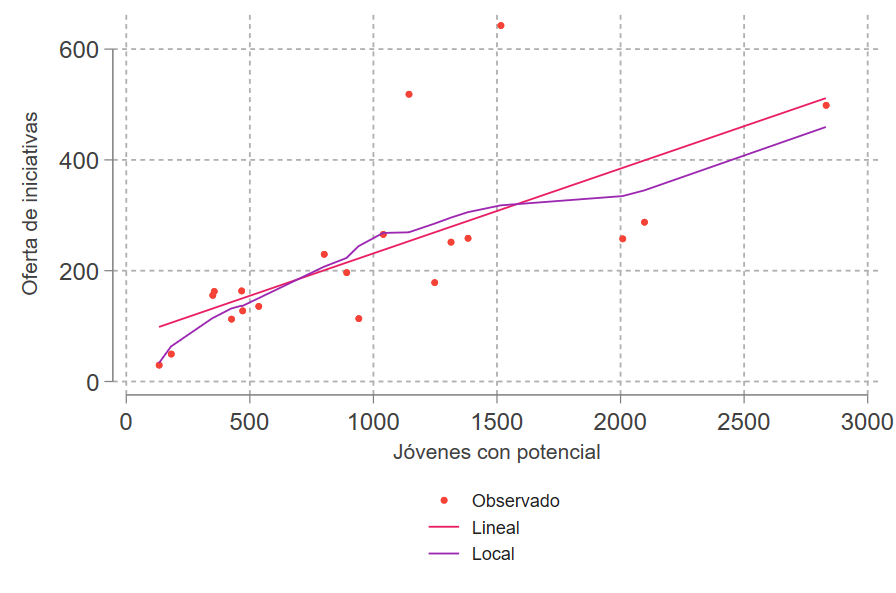 600
400
200
0
Oferta de iniciativas
0 500 1000 1500 2000 2500 3000
Jóvenes con potencial
Observado
Lineal
Local